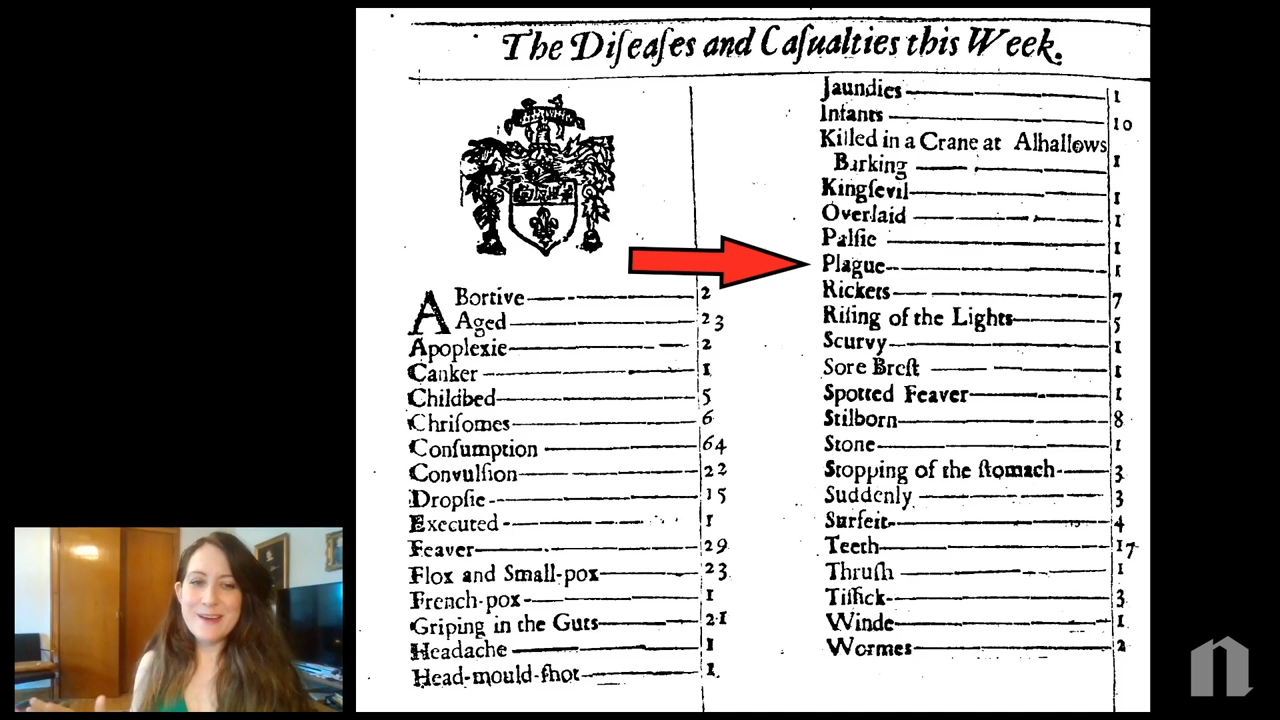 The Diſeaſes and Caſualties this Week.
ABortive 2
Aged 23
Apoplexie 2
Canker 1
Childbed 5
Chriſomes 6
Conſumption 64
Convulſion 22
Dropſie 15
Executed 1
Feaver 29
Flox and Small-pox 23
French-pox 1
Griping in the Guts 21
Headache 1
Head-mould-ſhot 1
Jaundies 1
Infants 10
Killed in a Crane at Alhallows
Barking 1
Kingſevil 1
Overlaid 1
Palſie 1
Plague 1
Rickets 7
Riſing of the Lights 5
Scurvy 1
Sore Breſt 1
Spotted Feaver 1
Stilborn 8
Stone 1
Stopping of the ſtomach 3
Suddenly 3
Surfeit 4
Teeth 17
Thruſh 1
Tiſſick 3
Winde 1
Wormes 2
n